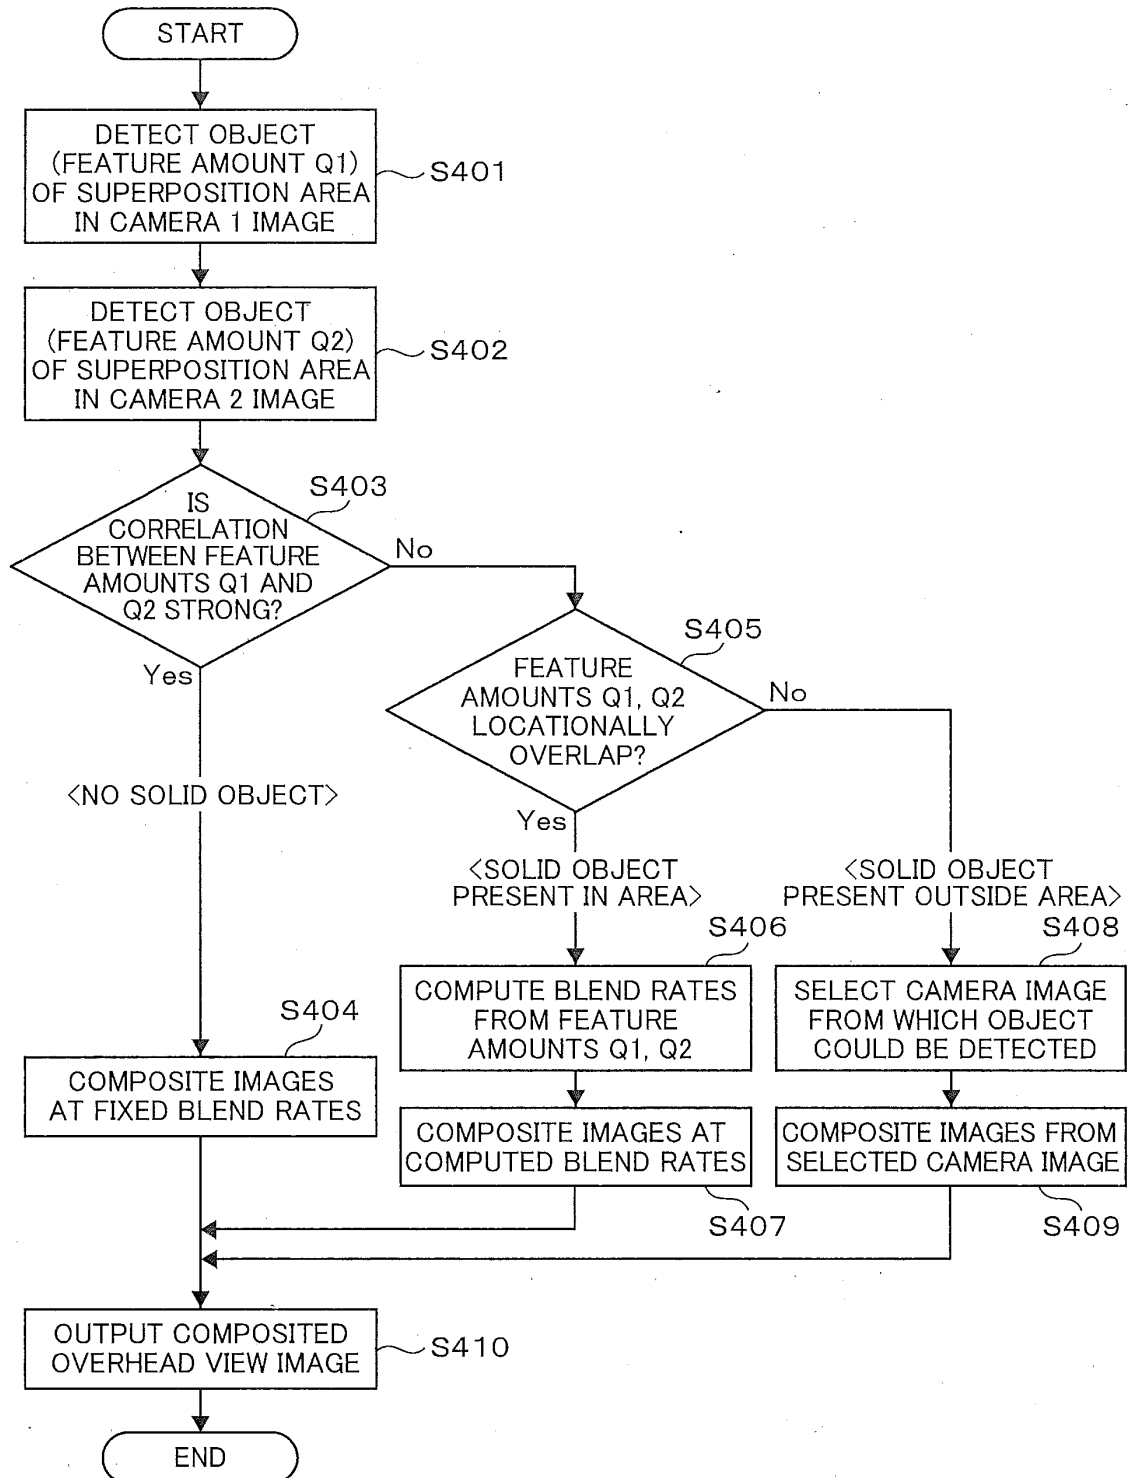 START
DETECT OBJECT
(FEATURE AMOUNT Q1)
OF SUPERPOSITION AREA
IN CAMERA 1 IMAGE
S401
DETECT OBJECT
(FEATURE AMOUNT Q2)
OF SUPERPOSITION AREA
IN CAMERA 2 IMAGE
S402
IS
CORRELATION
BETWEEN FEATURE
AMOUNTS Q1 AND
Q2 STRONG?
S403
No
Yes
S405
FEATURE
AMOUNTS Q1, Q2
LOCATIONALLY
OVERLAP?
No
Yes
<NO SOLID OBJECT>
<SOLID OBJECT
PRESENT IN AREA>
<SOLID OBJECT
PRESENT OUTSIDE AREA>
S404
COMPOSITE IMAGES
AT FIXED BLEND RATES
S406
COMPUTE BLEND RATES
FROM FEATURE
AMOUNTS Q1, Q2
S408
SELECT CAMERA IMAGE
FROM WHICH OBJECT
COULD BE DETECTED
COMPOSITE IMAGES AT
COMPUTED BLEND RATES
S407
COMPOSITE IMAGES FROM
SELECTED CAMERA IMAGE
S409
OUTPUT COMPOSITED
OVERHEAD VIEW IMAGE
S410
END